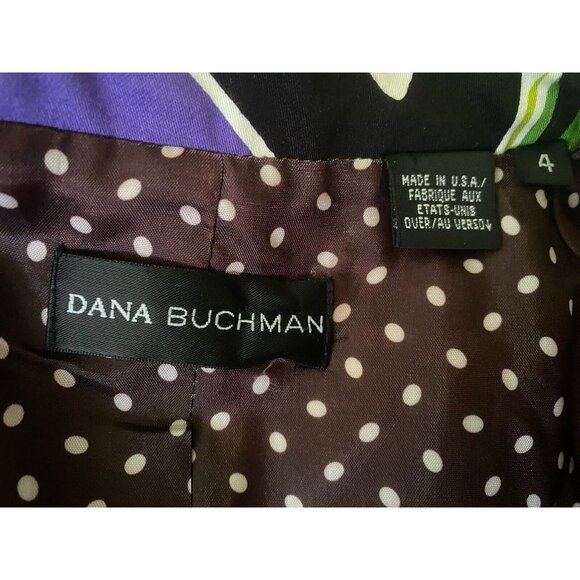 4
MADE IN U.S.A./
FABRIQUE AUX
ETATS-UNIS
OVER/AU VERSO↓
DANA BUCHMAN